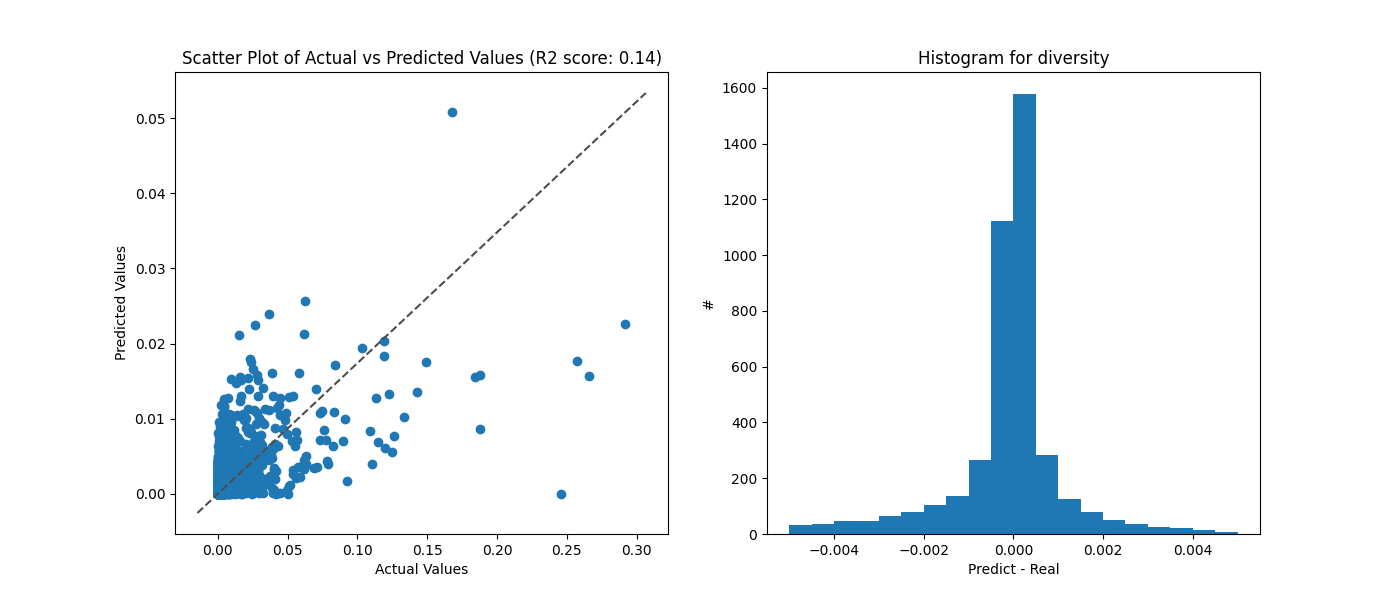 Scatter Plot of Actual vs Predicted Values (R2 score: 0.14)
Predicted Values
0.05
0.04
0.03
0.02
0.01
0.00
0.00 0.05 0.10 0.15 0.20 0.25 0.30
Actual Values
Histogram for diversity
#
1600
1400
1200
1000
800
600
400
200
0
−0.004 −0.002 0.000 0.002 0.004
Predict - Real